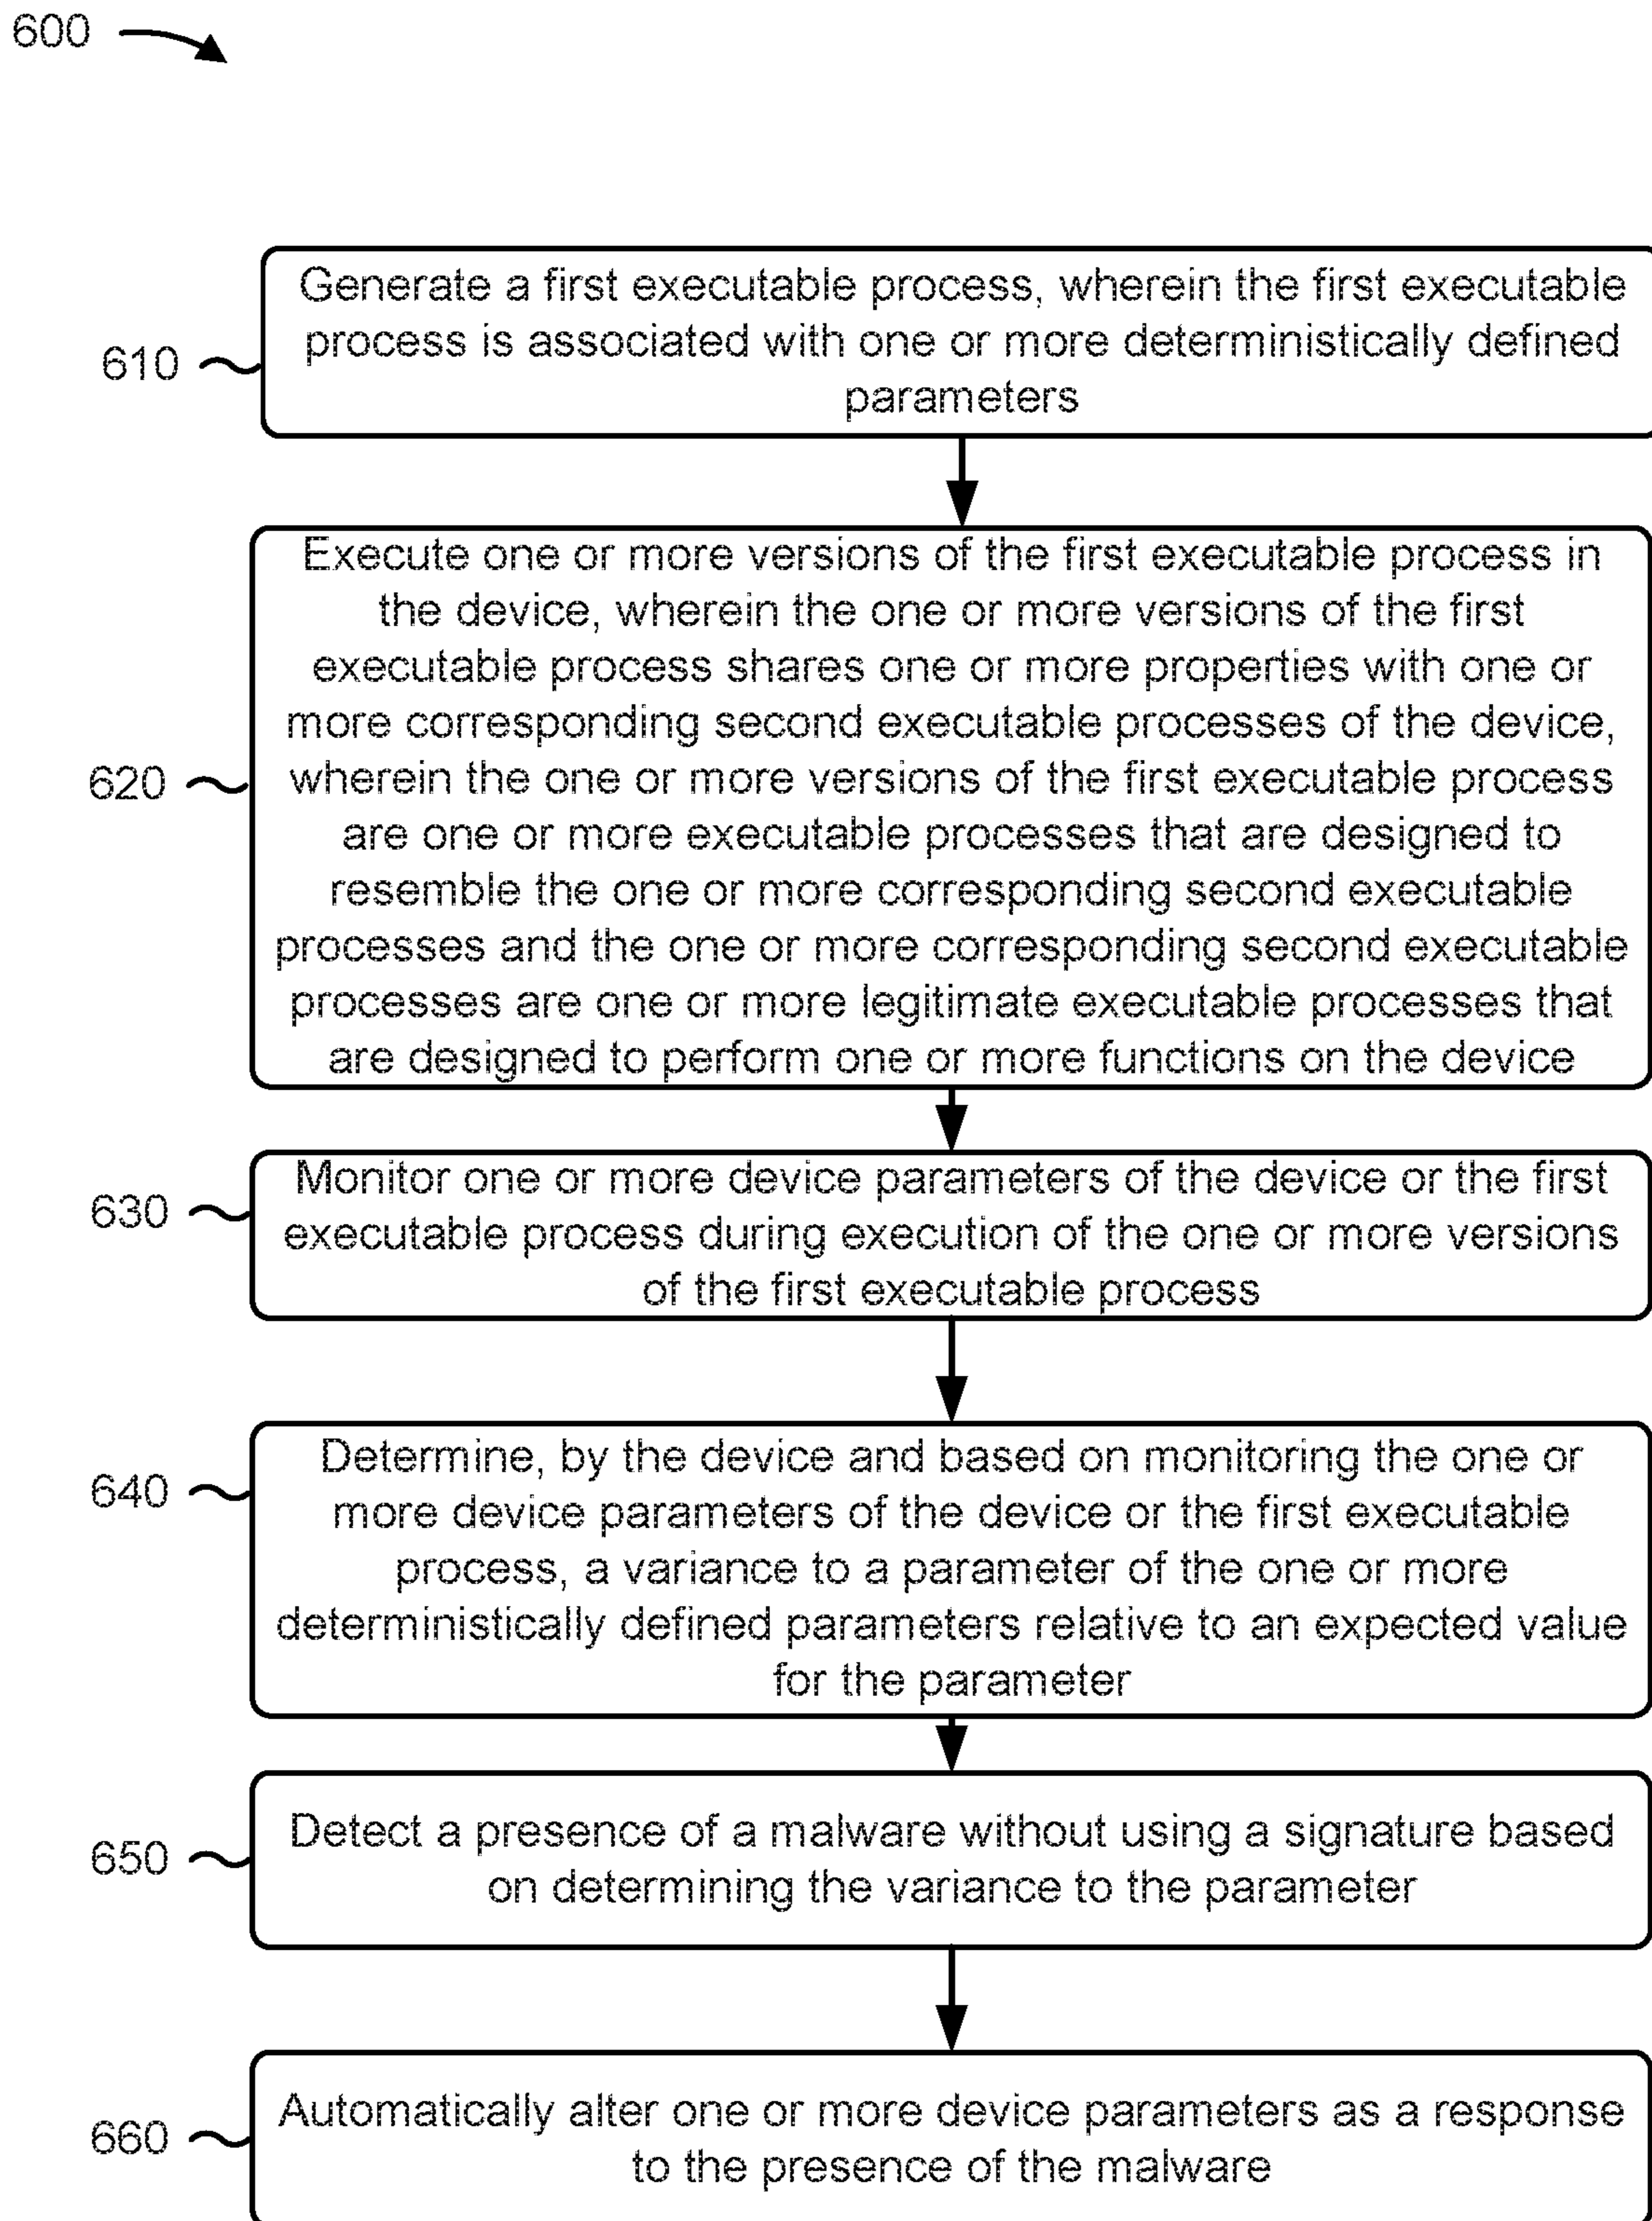 600
Generate a first executable process, wherein the first executable
process is associated with one or more deterministically defined
parameters
610
Execute one or more versions of the first executable process in
the device, wherein the one or more versions of the first
executable process shares one or more properties with one or
more corresponding second executable processes of the device,
wherein the one or more versions of the first executable process
are one or more executable processes that are designed to
resemble the one or more corresponding second executable
processes and the one or more corresponding second executable
processes are one or more legitimate executable processes that
are designed to perform one or more functions on the device
620
Monitor one or more device parameters of the device or the first
executable process during execution of the one or more versions
of the first executable process
630
Determine, by the device and based on monitoring the one or
more device parameters of the device or the first executable
process, a variance to a parameter of the one or more
deterministically defined parameters relative to an expected value
for the parameter
640
Detect a presence of a malware without using a signature based
on determining the variance to the parameter
650
Automatically alter one or more device parameters as a response
to the presence of the malware
660